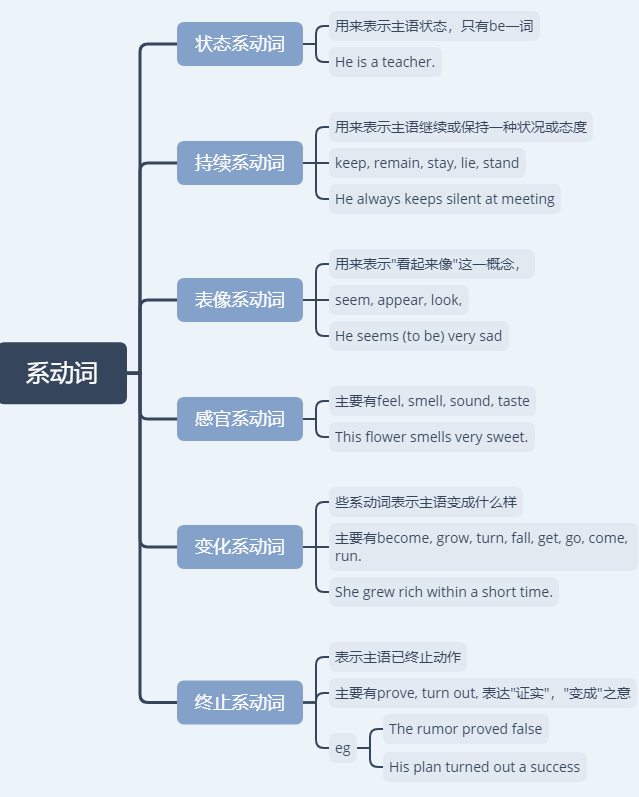 系动词
状态系动词
用来表示主语状态，只有be一词
He is a teacher.
持续系动词
用来表示主语继续或保持一种状况或态度
keep, remain, stay, lie, stand
He always keeps silent at meeting
表像系动词
用来表示"看起来像"这一概念，
seem, appear, look,
He seems (to be) very sad
感官系动词
主要有feel, smell, sound, taste
This flower smells very sweet.
变化系动词
些系动词表示主语变成什么样
主要有become, grow, turn, fall, get, go, come,
run.
She grew rich within a short time.
终止系动词
表示主语已终止动作
主要有prove, turn out, 表达"证实"，"变成"之意
eg
The rumor proved false
His plan turned out a success